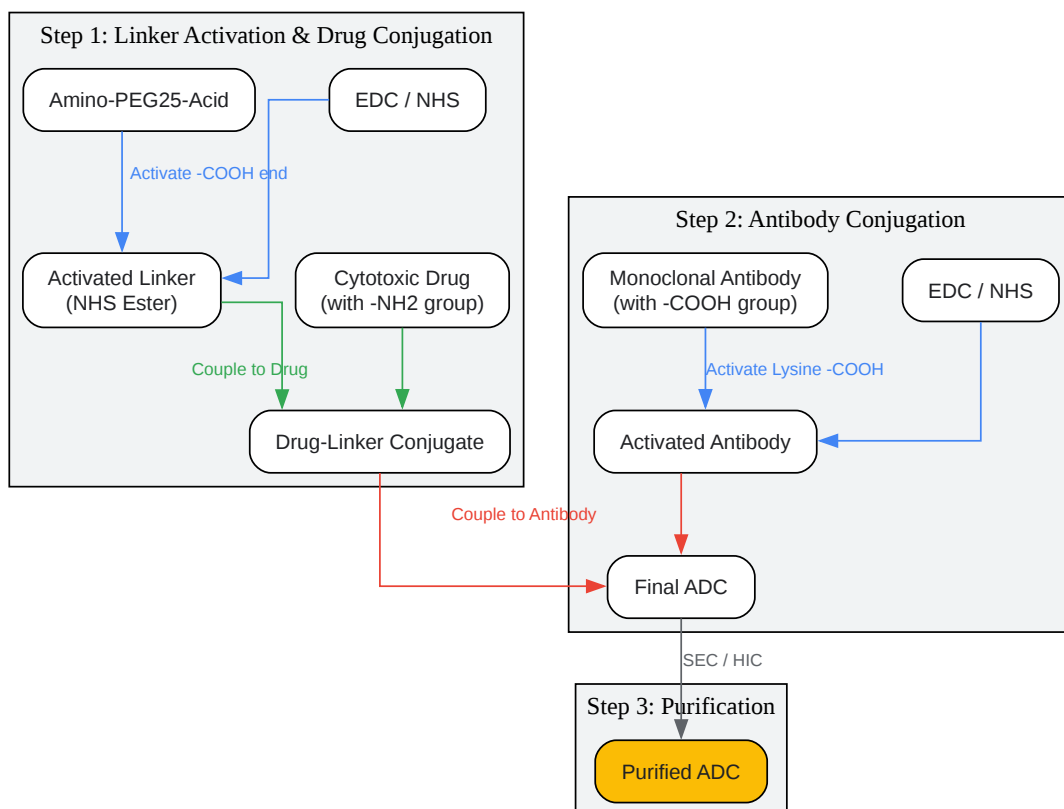 Step 1: Linker Activation & Drug Conjugation
Amino-PEG25-Acid
EDC / NHS
Activate -COOH end
Activated Linker
(NHS Ester)
Cytotoxic Drug
(with -NH2 group)
Couple to Drug
Drug-Linker Conjugate
Step 2: Antibody Conjugation
Monoclonal Antibody
(with -COOH group)
EDC / NHS
Activate Lysine -COOH
Activated Antibody
Couple to Antibody
Final ADC
SEC / HIC
Step 3: Purification
Purified ADC